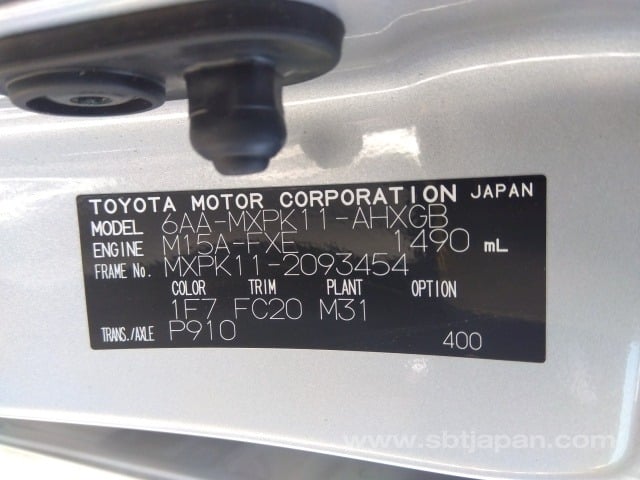 TOYOTA MOTOR CORPORATION JAPAN
MODEL 6AA-MXPK11-AHXGB
ENGINE M15A-FXE 1490 mL
FRAME No. MXPK11-2093454
COLOR TRIM PLANT OPTION
1F7 FC20 M31
TRANS./AXLE P910
400
www.sbtjapan.com